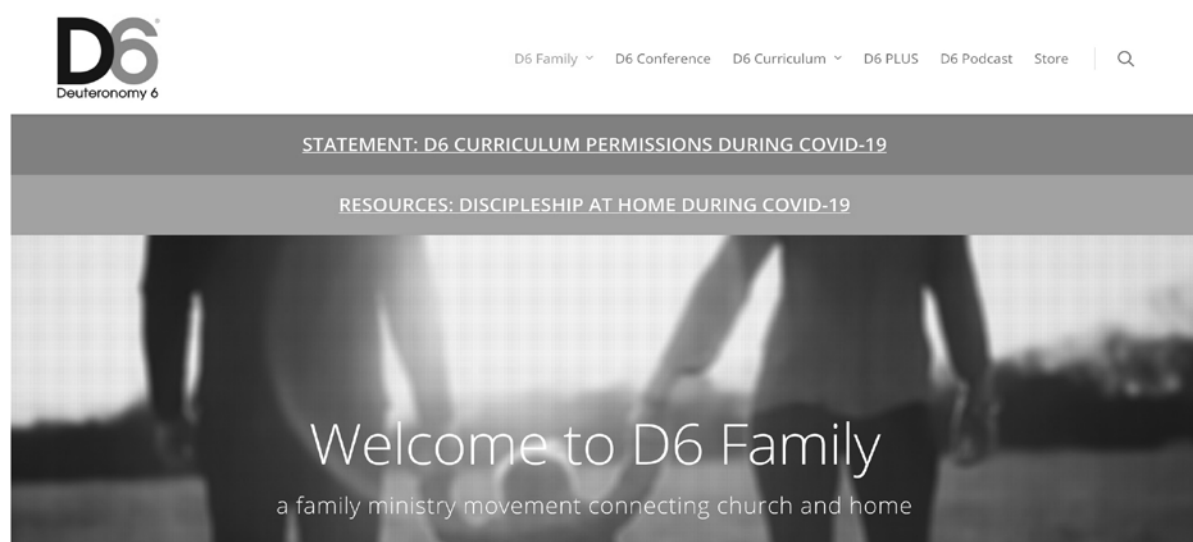 D6®
Deuteronomy 6
D6 Family D6 Conference D6 Curriculum D6 PLUS D6 Podcast Store
STATEMENT: D6 CURRICULUM PERMISSIONS DURING COVID-19
RESOURCES: DISCIPLESHIP AT HOME DURING COVID-19
Welcome to D6 Family
a family ministry movement connecting church and home